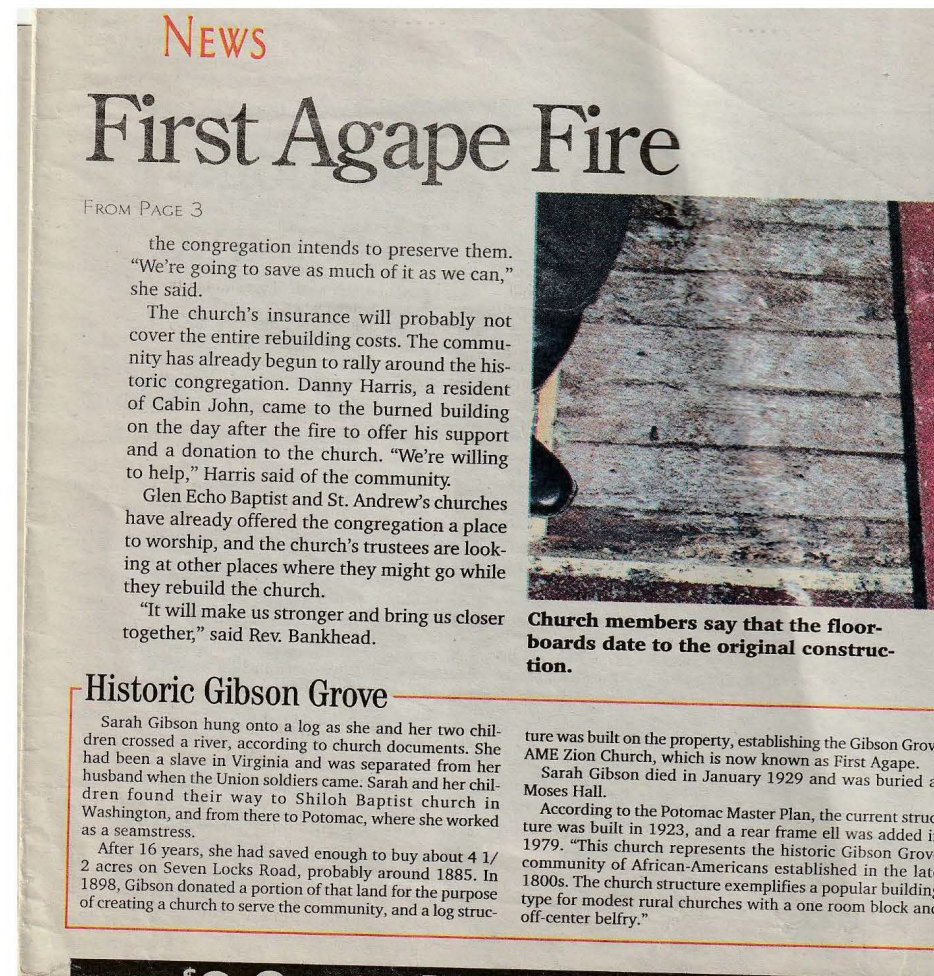 NEWS
First Agape Fire
FROM PAGE 3
the congregation intends to preserve them.
“We’re going to save as much of it as we can,”
she said.
The church’s insurance will probably not
cover the entire rebuilding costs. The commu-
nity has already begun to rally around the his-
toric congregation. Danny Harris, a resident
of Cabin John, came to the burned building
on the day after the fire to offer his support
and a donation to the church. “We’re willing
to help,” Harris said of the community.
Glen Echo Baptist and St. Andrew’s churches
have already offered the congregation a place
to worship, and the church’s trustees are look-
ing at other places where they might go while
they rebuild the church.
“It will make us stronger and bring us closer
together,” said Rev. Bankhead.
Church members say that the floor-
boards date to the original construc-
tion.
Historic Gibson Grove
Sarah Gibson hung onto a log as she and her two chil-
dren crossed a river, according to church documents. She
had been a slave in Virginia and was separated from her
husband when the Union soldiers came. Sarah and her chil-
dren found their way to Shiloh Baptist church in
Washington, and from there to Potomac, where she worked
as a seamstress.
After 16 years, she had saved enough to buy about 4 1/
2 acres on Seven Locks Road, probably around 1885. In
1898, Gibson donated a portion of that land for the purpose
of creating a church to serve the community, and a log struc-
ture was built on the property, establishing the Gibson Grov
AME Zion Church, which is now known as First Agape.
Sarah Gibson died in January 1929 and was buried a
Moses Hall.
According to the Potomac Master Plan, the current struc
ture was built in 1923, and a rear frame ell was added i
1979. “This church represents the historic Gibson Grov
community of African-Americans established in the lat
1800s. The church structure exemplifies a popular building
type for modest rural churches with a one room block and
off-center belfry.”